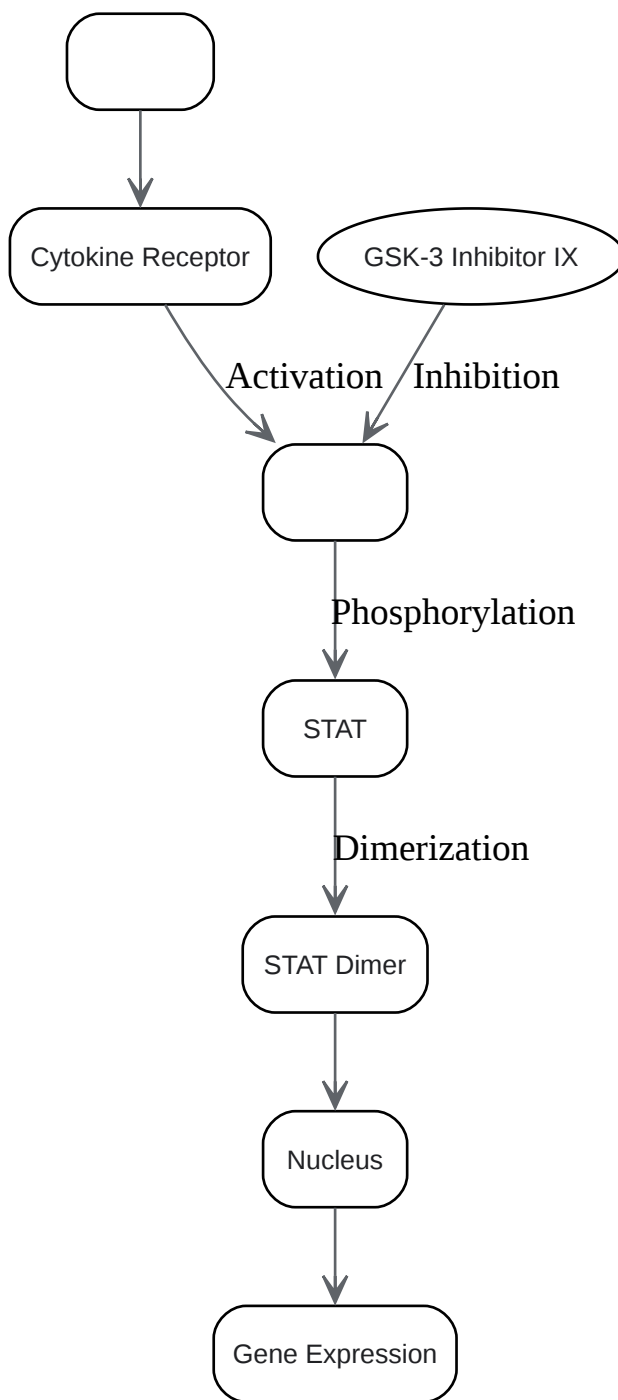 Cytokine Receptor
GSK-3 Inhibitor IX
Activation
Inhibition
Phosphorylation
STAT
Dimerization
STAT Dimer
Nucleus
Gene Expression